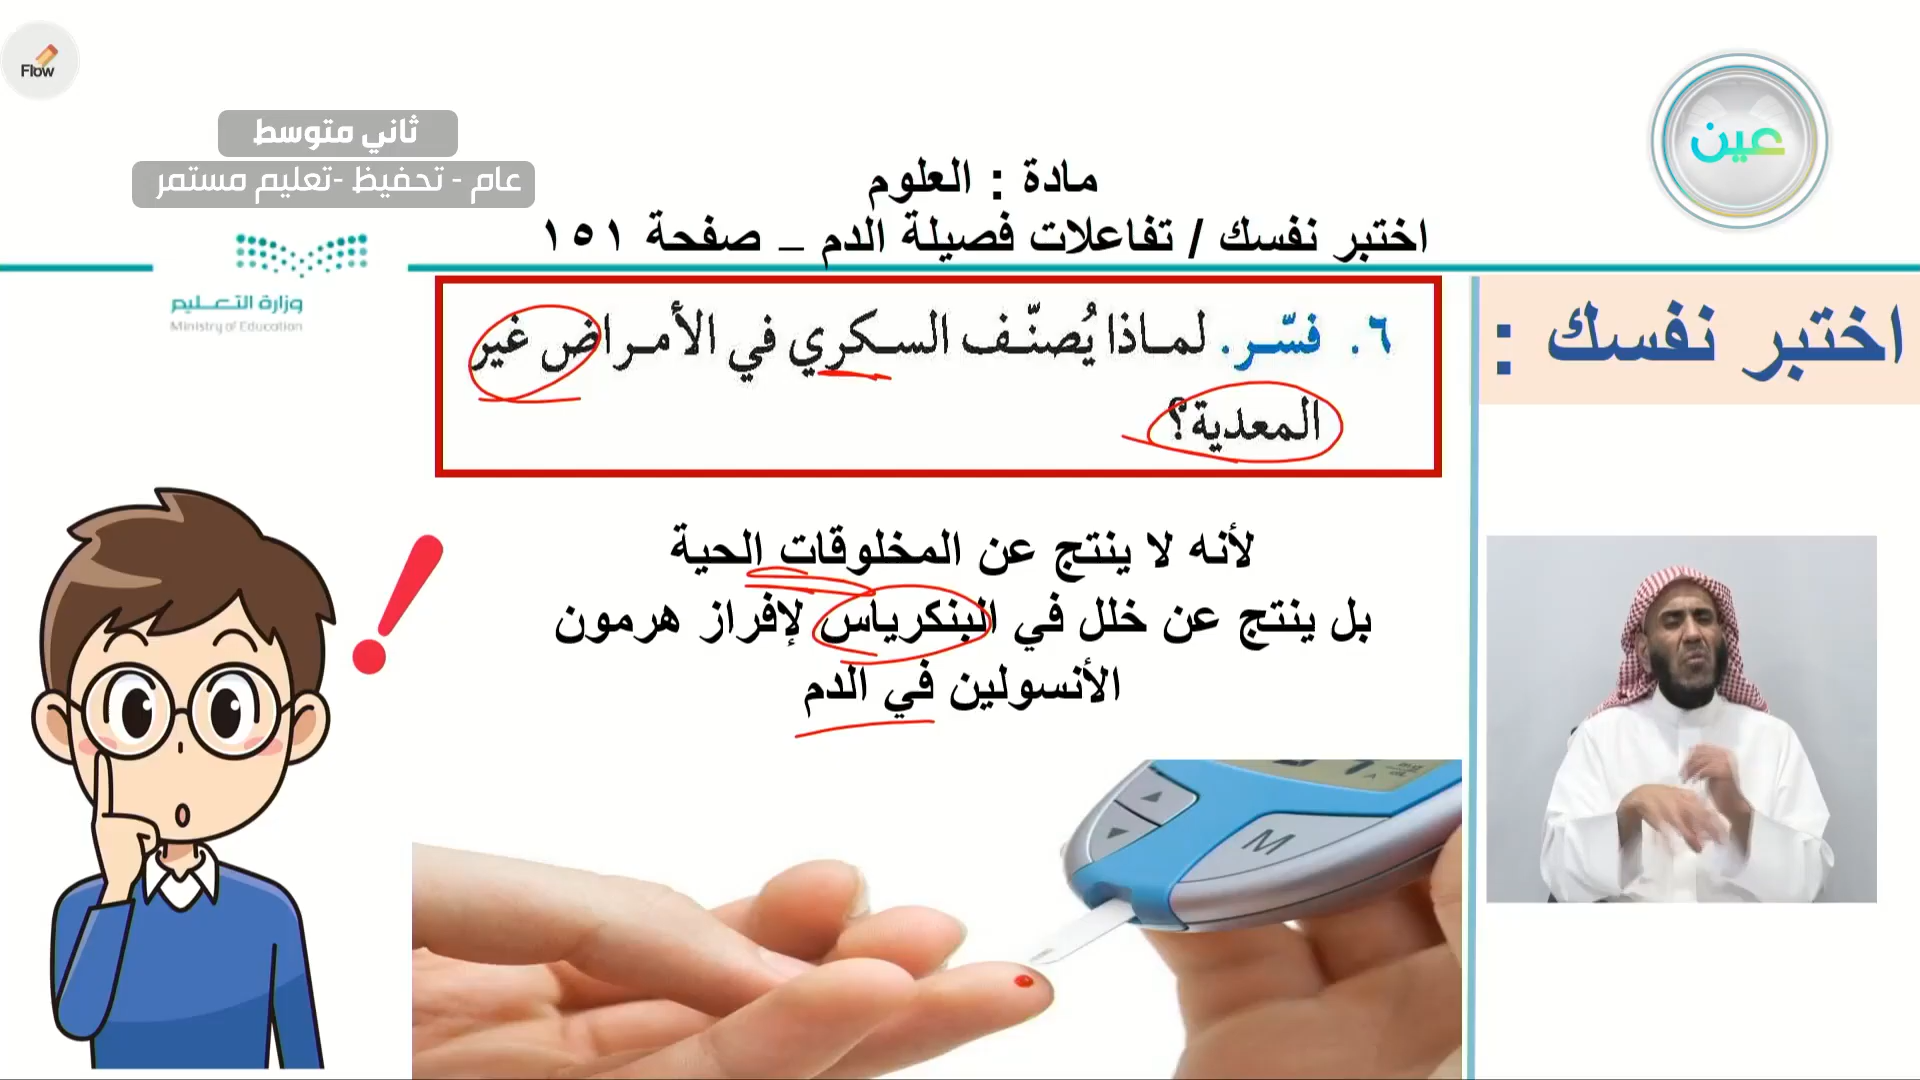 Flow
ثاني متوسط
عام - تحفيظ -تعليم مستمر
عين
مادة : العلوم
اختبر نفسك / تفاعلات فصيلة الدم – صفحة ١٥١
وزارة التعليم
Ministry of Education
اختبر نفسك :
٦. فسّر. لماذا يُصنّف السكري في الأمراض غير
المعدية؟
لأنه لا ينتج عن المخلوقات الحية
بل ينتج عن خلل في البنكرياس لإفراز هرمون
الأنسولين في الدم
M